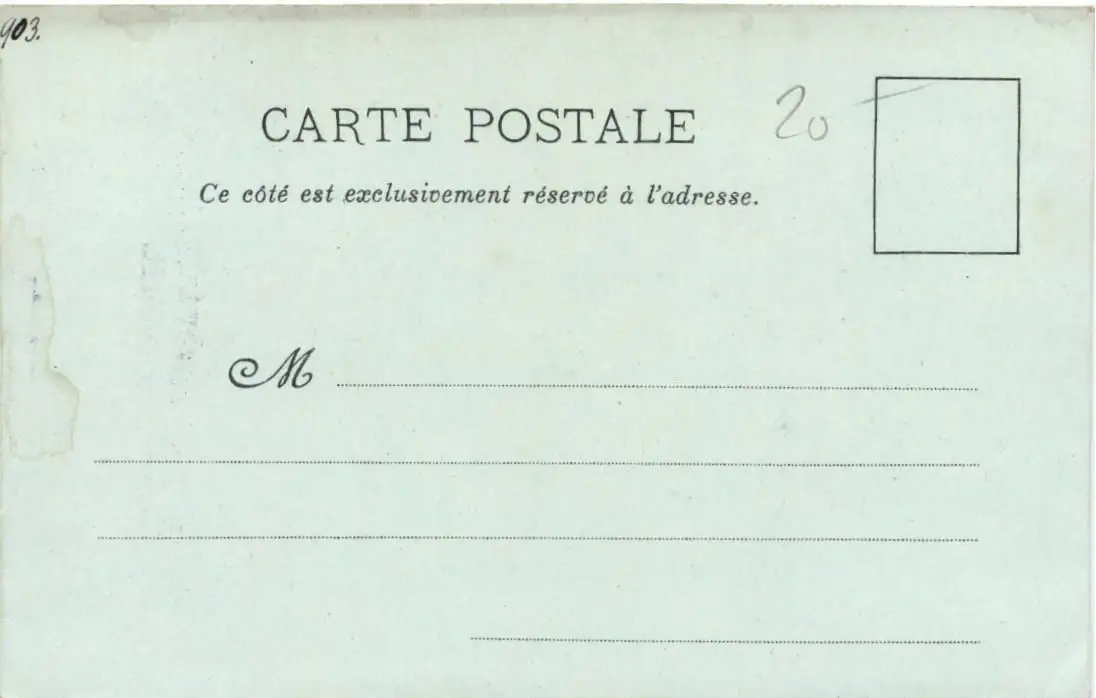 903.
CARTE POSTALE
20
Ce côté est exclusivement réservé à l'adresse.
M